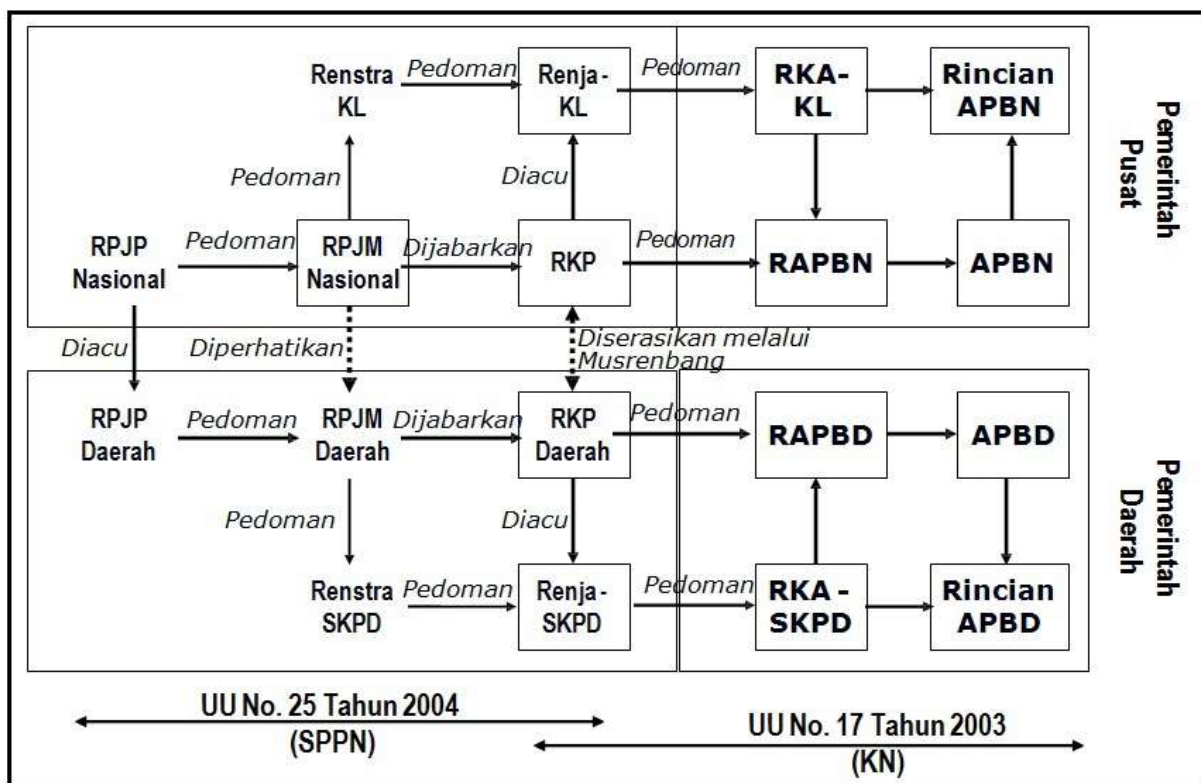 Renstra
KL
Pedoman
Renja-
KL
Pedoman
RKA-
KL
Rincian
APBN
Pedoman
Diacu
RPJP
Nasional
Pedoman
RPJM
Nasional
Dijabarkan
RKP
Pedoman
RAPBN
APBN
Pemerintah
Pusat
Diacu
Diperhatikan
Diserasikan melalui
Musrenbang
RPJP
Daerah
Pedoman
RPJM
Daerah
Dijabarkan
RKP
Daerah
Pedoman
RAPBD
APBD
Pedoman
Diacu
Renstra
SKPD
Pedoman
Renja-
SKPD
Pedoman
RKA -
SKPD
Rincian
APBD
Pemerintah
Daerah
UU No. 25 Tahun 2004
(SPPN)
UU No. 17 Tahun 2003
(KN)